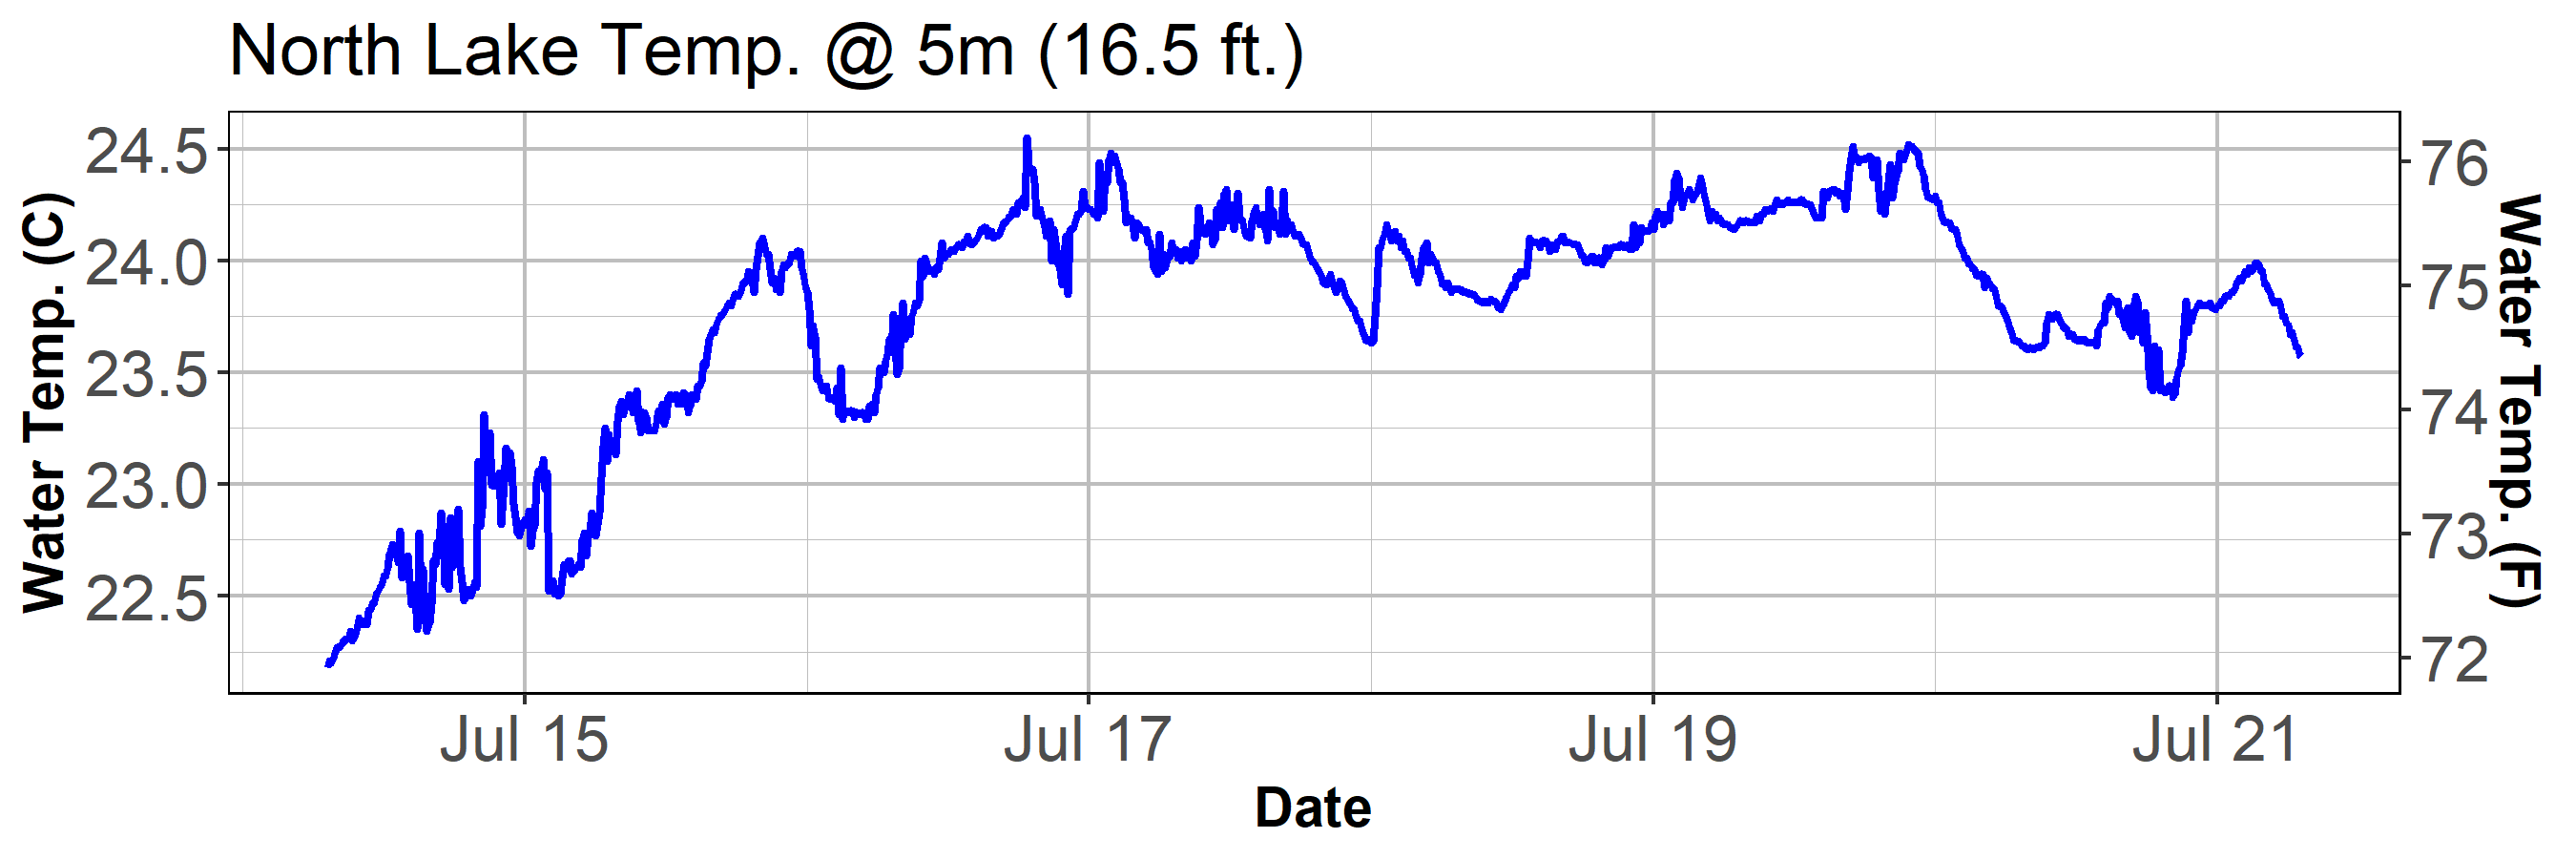 North Lake Temp. @ 5m (16.5 ft.)
Water Temp. (C)
24.5
24.0
23.5
23.0
22.5
76
75
74
73
72
Water Temp. (F)
Jul 15 Jul 17 Jul 19 Jul 21
Date